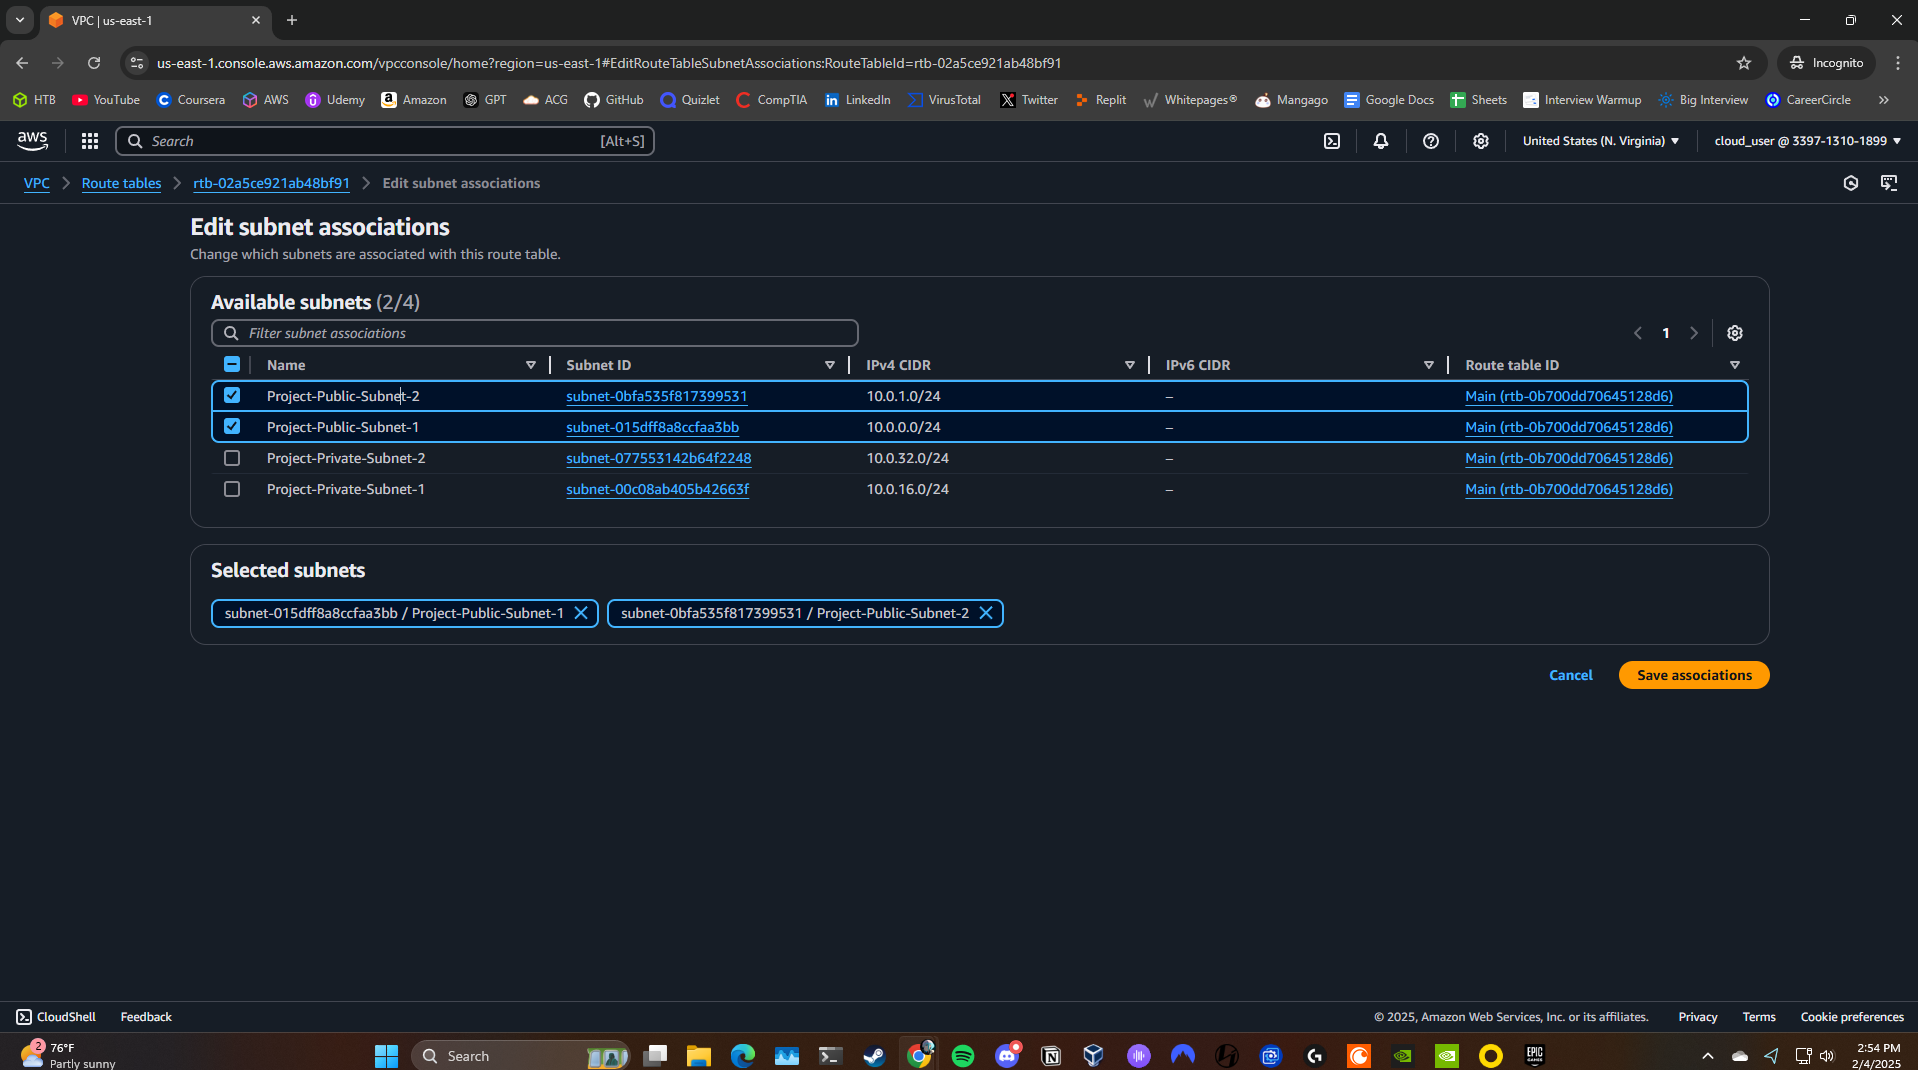 VPC | us-east-1
us-east-1.console.aws.amazon.com/vpcconsole/home?region=us-east-1#EditRouteTableSubnetAssociations:RouteTableId=rtb-02a5ce921ab48bf91
Incognito
HTB YouTube Coursera AWS Udemy Amazon GPT ACG GitHub Quizlet CompTIA LinkedIn VirusTotal Twitter Replit Whitepages® Mangago Google Docs Sheets Interview Warmup Big Interview CareerCircle
aws Search [Alt+S] United States (N. Virginia) cloud_user @ 3397-1310-1899
VPC Route tables rtb-02a5ce921ab48bf91 Edit subnet associations
Edit subnet associations
Change which subnets are associated with this route table.
Available subnets (2/4)
Filter subnet associations 1
Name Subnet ID IPv4 CIDR IPv6 CIDR Route table ID
Project-Public-Subnet-2 subnet-0bfa535f817399531 10.0.1.0/24 – Main (rtb-0b700dd70645128d6)
Project-Public-Subnet-1 subnet-015dff8a8ccfaa3bb 10.0.0.0/24 – Main (rtb-0b700dd70645128d6)
Project-Private-Subnet-2 subnet-077553142b64f2248 10.0.32.0/24 – Main (rtb-0b700dd70645128d6)
Project-Private-Subnet-1 subnet-00c08ab405b42663f 10.0.16.0/24 – Main (rtb-0b700dd70645128d6)
Selected subnets
subnet-015dff8a8ccfaa3bb / Project-Public-Subnet-1 subnet-0bfa535f817399531 / Project-Public-Subnet-2
Cancel Save associations
CloudShell Feedback © 2025, Amazon Web Services, Inc. or its affiliates. Privacy Terms Cookie preferences
2 76°F
Partly sunny
Search
EPIC GAMES
2:54 PM
2/4/2025